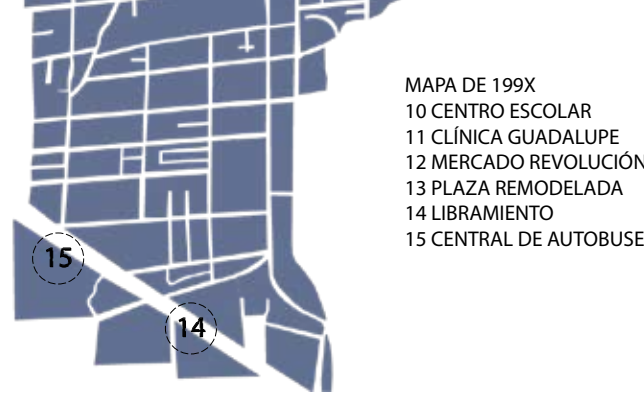 MAPA DE 199X
10 CENTRO ESCOLAR
11 CLÍNICA GUADALUPE
12 MERCADO REVOLUCIÓN
13 PLAZA REMODELADA
14 LIBRAMIENTO
15 CENTRAL DE AUTOBUSE
15
14